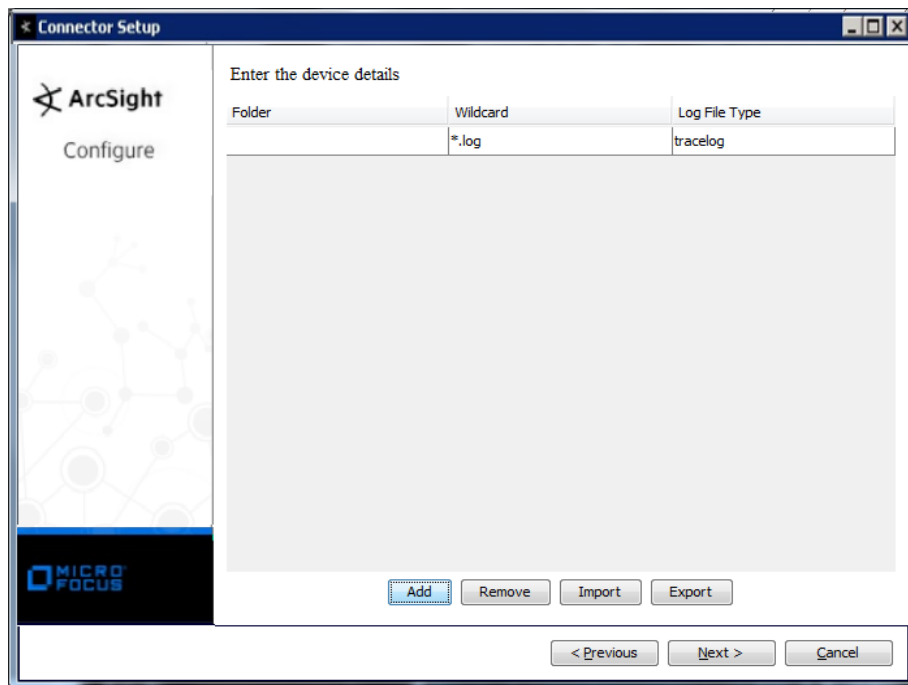 Connector Setup
ArcSight
Configure
Enter the device details
Folder Wildcard Log File Type
*.log tracelog
MICRO
FOCUS
Add Remove Import Export
< Previous Next > Cancel